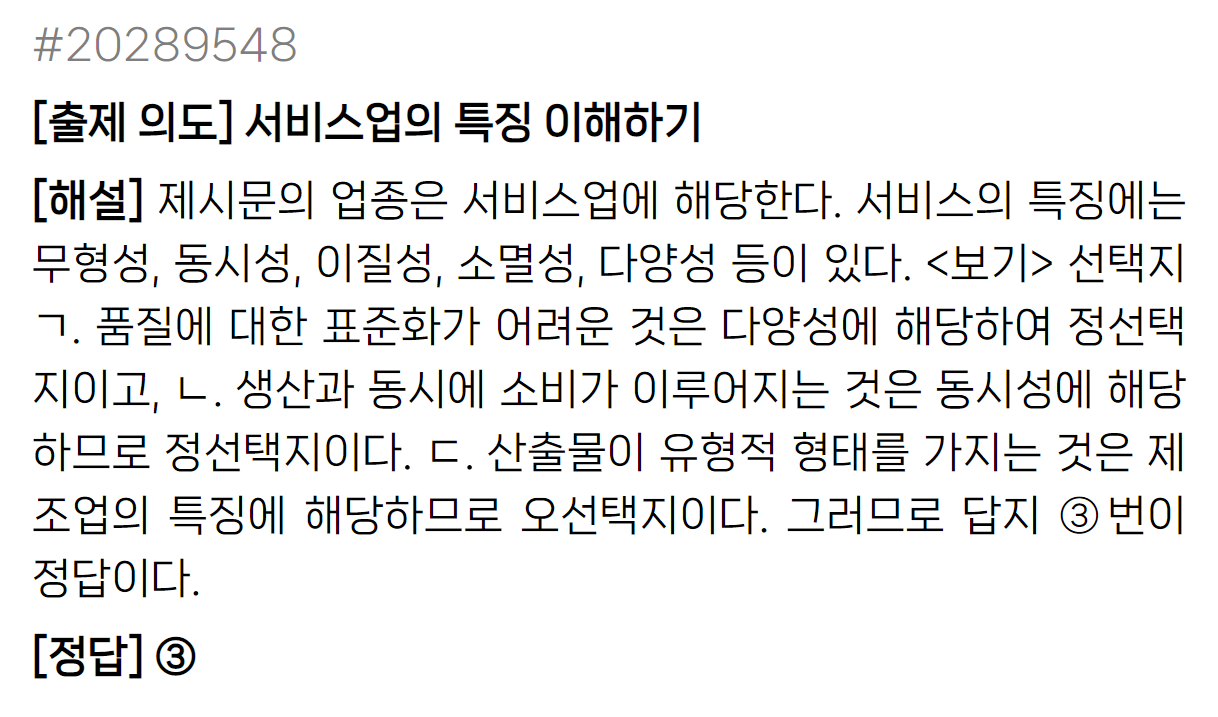 #20289548
[출제 의도] 서비스업의 특징 이해하기
[해설] 제시문의 업종은 서비스업에 해당한다. 서비스의 특징에는
무형성, 동시성, 이질성, 소멸성, 다양성 등이 있다. <보기> 선택지
ㄱ. 품질에 대한 표준화가 어려운 것은 다양성에 해당하여 정선택
지이고, ㄴ. 생산과 동시에 소비가 이루어지는 것은 동시성에 해당
하므로 정선택지이다. ㄷ. 산출물이 유형적 형태를 가지는 것은 제
조업의 특징에 해당하므로 오선택지이다. 그러므로 답지 ③번이
정답이다.
[정답] ③